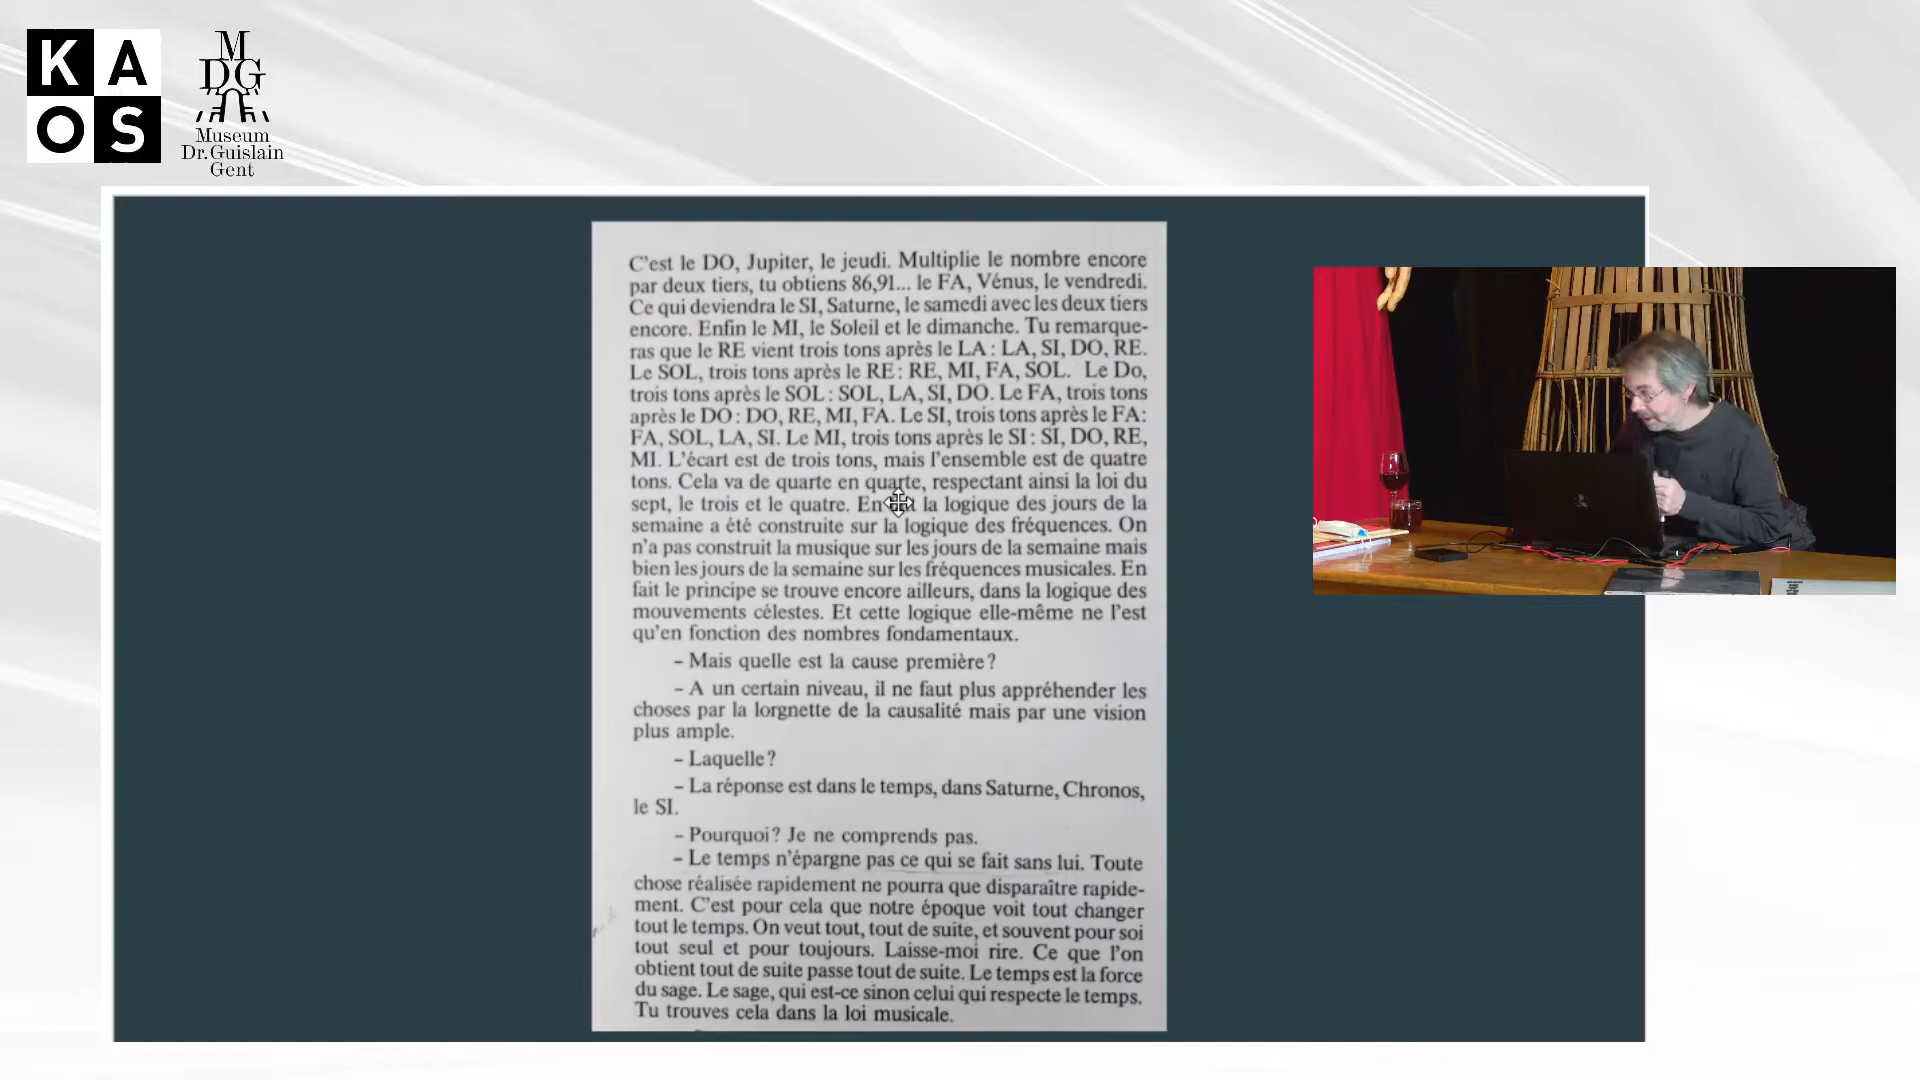 K A
O S
M
DG
Museum
Dr. Guislain
Gent
C'est le DO, Jupiter, le jeudi. Multiplie le nombre encore
par deux tiers, tu obtiens 86,91... le FA, Vénus, le vendredi.
Ce qui deviendra le SI, Saturne, le samedi avec les deux tiers
encore. Enfin le MI, le Soleil et le dimanche. Tu remarque-
ras que le RE vient trois tons après le LA : LA, SI, DO, RE.
Le SOL, trois tons après le RE : RE, MI, FA, SOL. Le Do,
trois tons après le SOL : SOL, LA, SI, DO. Le FA, trois tons
après le DO : DO, RE, MI, FA. Le SI, trois tons après le FA:
FA, SOL, LA, SI. Le MI, trois tons après le SI : SI, DO, RE,
MI. L'écart est de trois tons, mais l'ensemble est de quatre
tons. Cela va de quarte en quarte, respectant ainsi la loi du
sept, le trois et le quatre. En la logique des jours de la
semaine a été construite sur la logique des fréquences. On
n'a pas construit la musique sur les jours de la semaine mais
bien les jours de la semaine sur les fréquences musicales. En
fait le principe se trouve encore ailleurs, dans la logique des
mouvements célestes. Et cette logique elle-même ne l'est
qu'en fonction des nombres fondamentaux.
– Mais quelle est la cause première?
– A un certain niveau, il ne faut plus appréhender les
choses par la lorgnette de la causalité mais par une vision
plus ample.
– Laquelle?
– La réponse est dans le temps, dans Saturne, Chronos,
le SI.
– Pourquoi? Je ne comprends pas.
– Le temps n'épargne pas ce qui se fait sans lui. Toute
chose réalisée rapidement ne pourra que disparaître rapide-
ment. C'est pour cela que notre époque voit tout changer
tout le temps. On veut tout, tout de suite, et souvent pour soi
tout seul et pour toujours. Laisse-moi rire. Ce que l'on
obtient tout de suite passe tout de suite. Le temps est la force
du sage. Le sage, qui est-ce sinon celui qui respecte le temps.
Tu trouves cela dans la loi musicale.